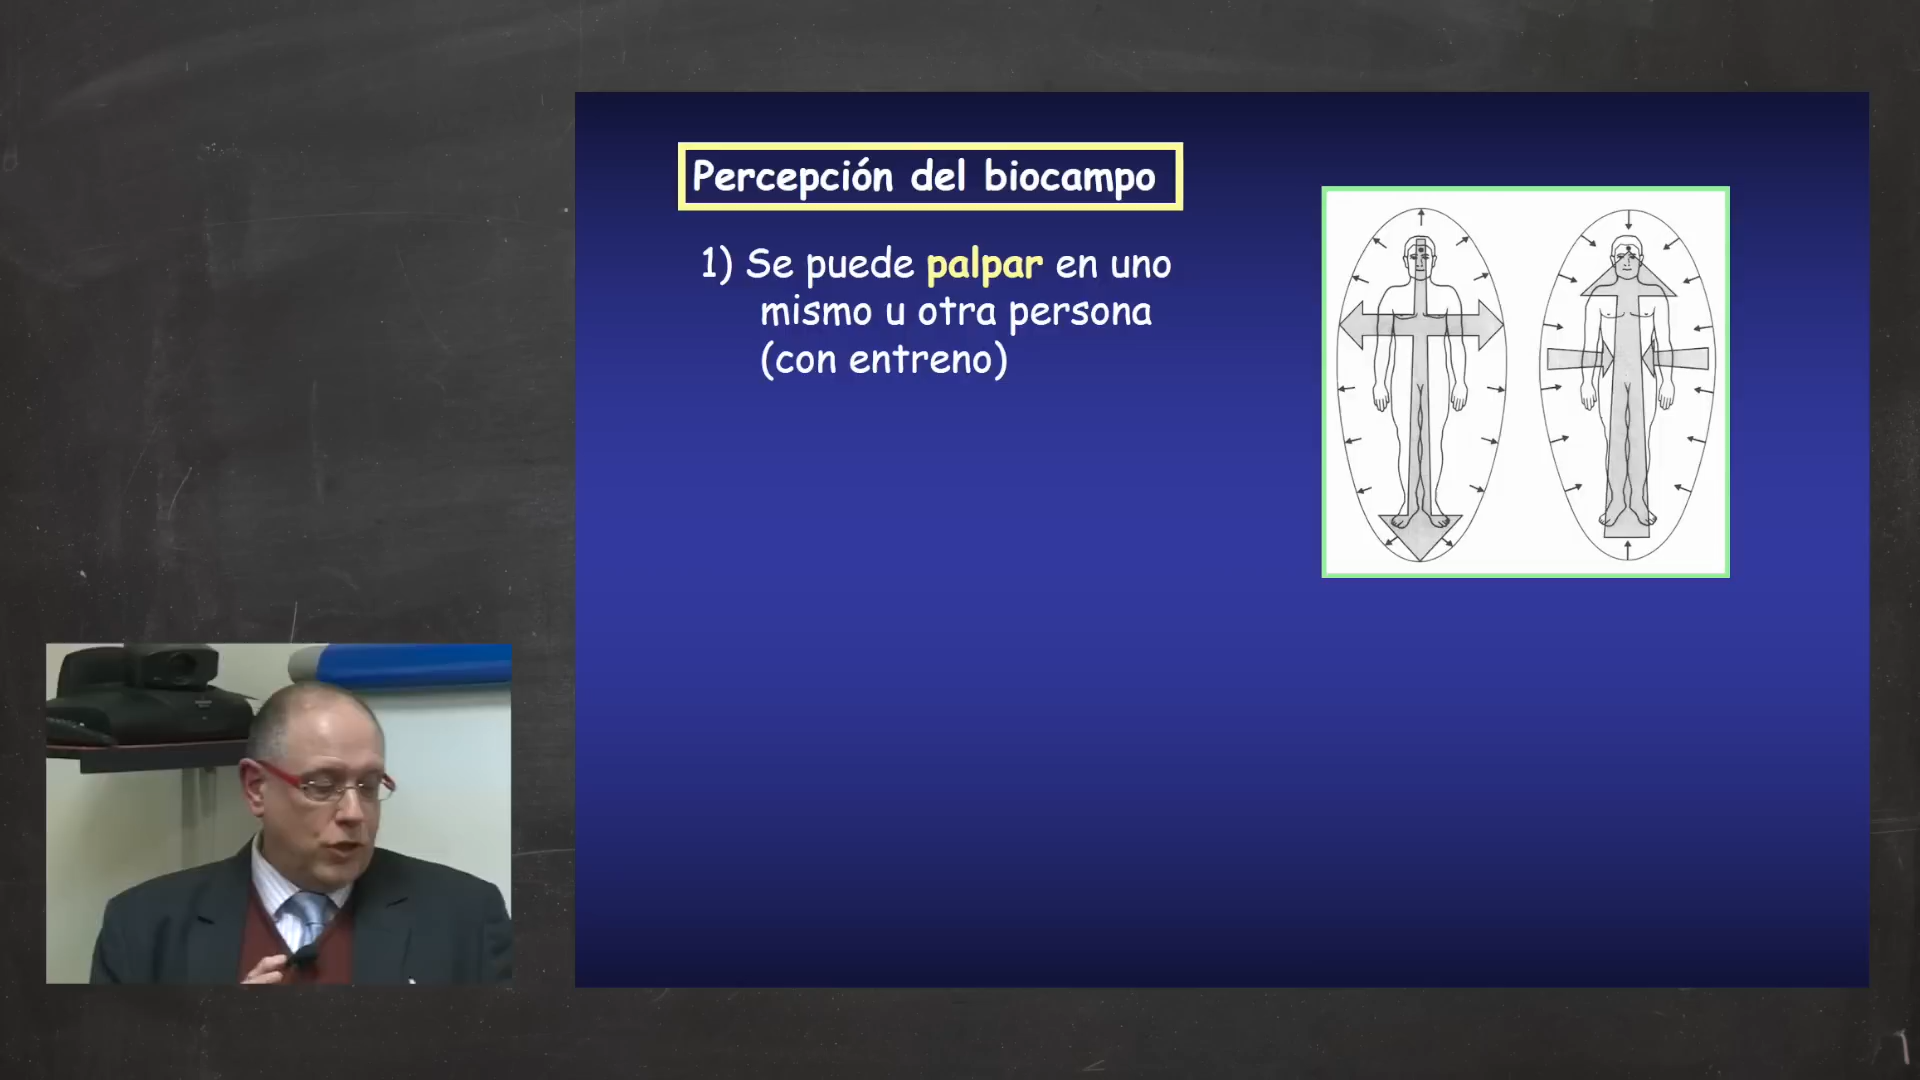 Percepción del biocampo
1) Se puede palpar en uno
mismo u otra persona
(con entreno)